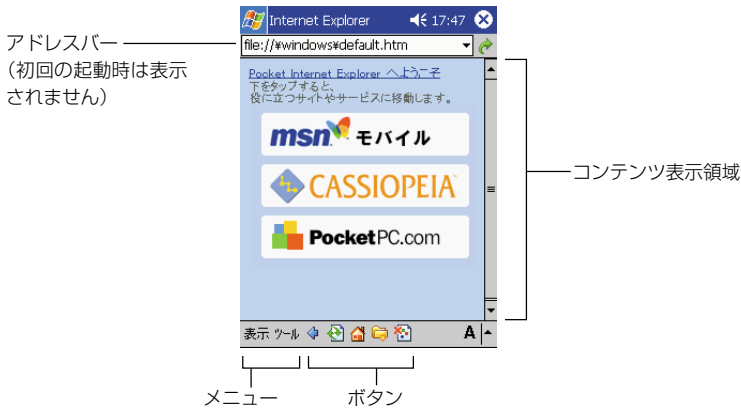 Internet Explorer 17:47
アドレスバー
(初回の起動時は表示
されません)
file://¥windows¥default.htm
Pocket Internet Explorer へようこそ
下をタップすると、
役に立つサイトやサービスに移動します。
msn モバイル
CASSIOPEIA
PocketPC.com
コンテンツ表示領域
表示 ツール A
メニュー
ボタン